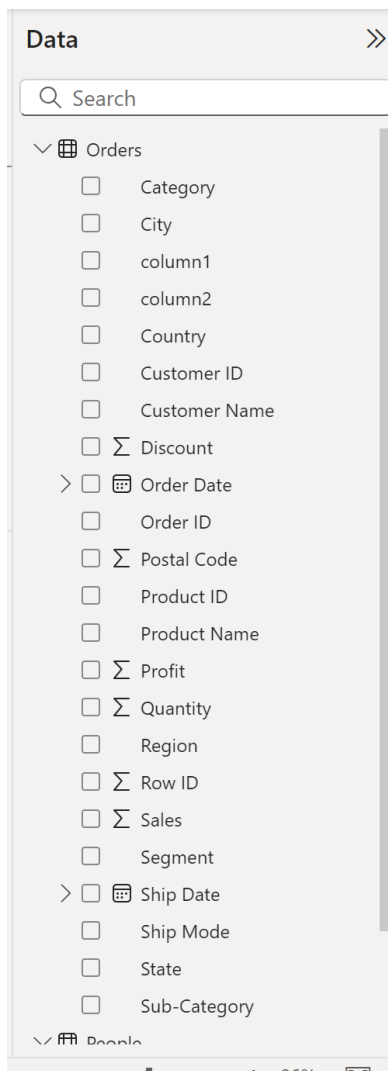 Data
Search
Orders
Category
City
column1
column2
Country
Customer ID
Customer Name
Σ Discount
Order Date
Order ID
Σ Postal Code
Product ID
Product Name
Σ Profit
Σ Quantity
Region
Σ Row ID
Σ Sales
Segment
Ship Date
Ship Mode
State
Sub-Category
People